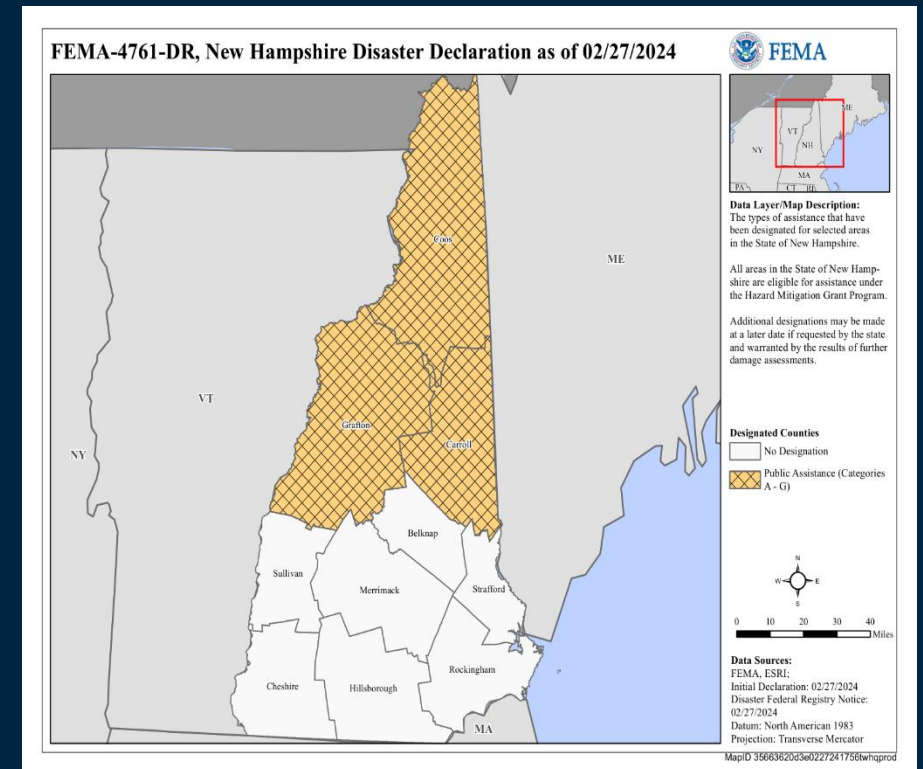 FEMA-4761-DR, New Hampshire Disaster Declaration as of 02/27/2024
FEMA
ME
VT
NY
NH
MA
PA
CT
RI
Data Layer/Map Description:
The types of assistance that have
been designated for selected areas
in the State of New Hampshire.
All areas in the State of New Hamp-
shire are eligible for assistance under
the Hazard Mitigation Grant Program.
Additional designations may be made
at a later date if requested by the state
and warranted by the results of further
damage assessments.
Coos
ME
VT
Grafton
Carroll
NY
Designated Counties
No Designation
Public Assistance (Categories
A - G)
Belknap
Sullivan
Merrimack
Strafford
Rockingham
Cheshire
Hillsborough
MA
N
W E
S
0 10 20 30 40
Miles
Data Sources:
FEMA, ESRI;
Initial Declaration: 02/27/2024
Disaster Federal Registry Notice:
02/27/2024
Datum: North American 1983
Projection: Transverse Mercator
MapID 35663620d3e0227241756twhqprod